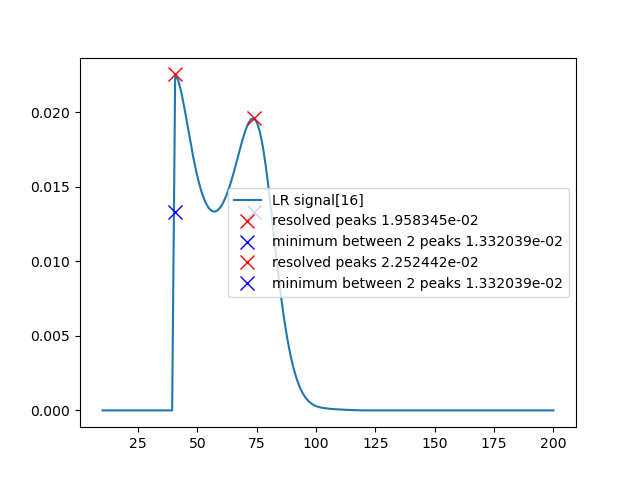 0.020
0.015
0.010
0.005
0.000
LR signal[16]
resolved peaks 1.958345e-02
minimum between 2 peaks 1.332039e-02
resolved peaks 2.252442e-02
minimum between 2 peaks 1.332039e-02
25 50 75 100 125 150 175 200